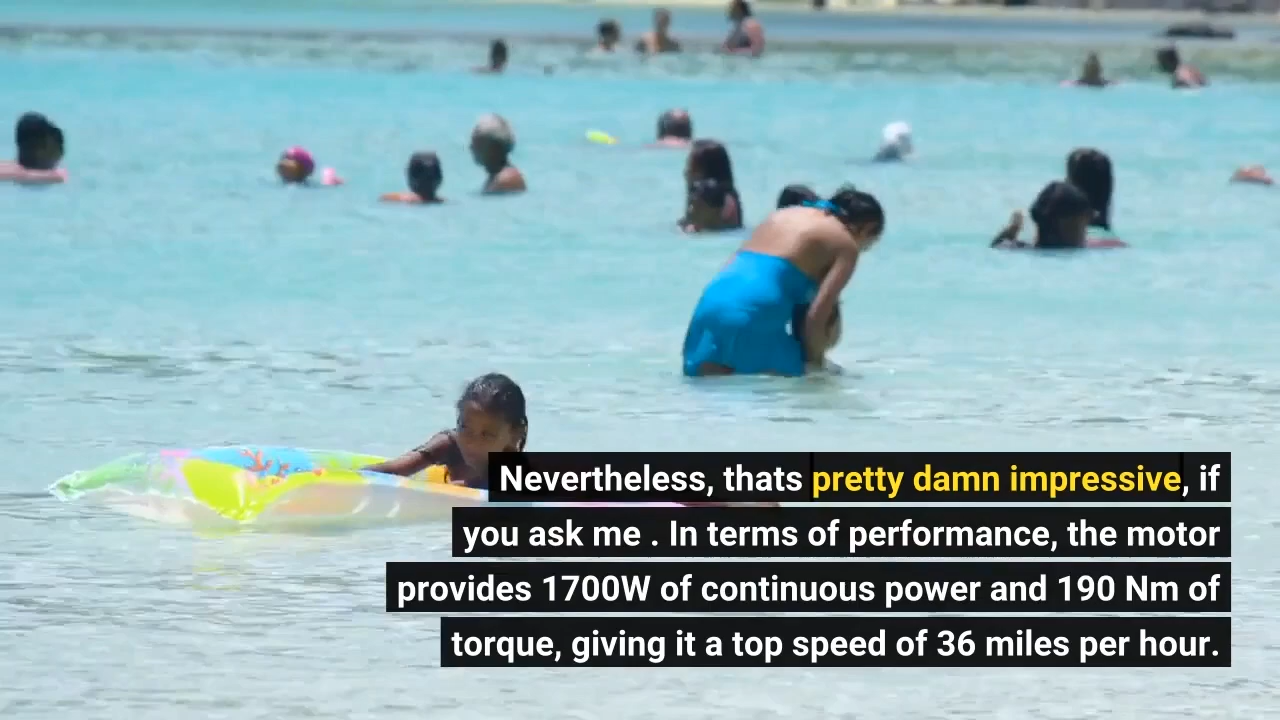 Nevertheless, thats pretty damn impressive, if
you ask me . In terms of performance, the motor
provides 1700W of continuous power and 190 Nm of
torque, giving it a top speed of 36 miles per hour.